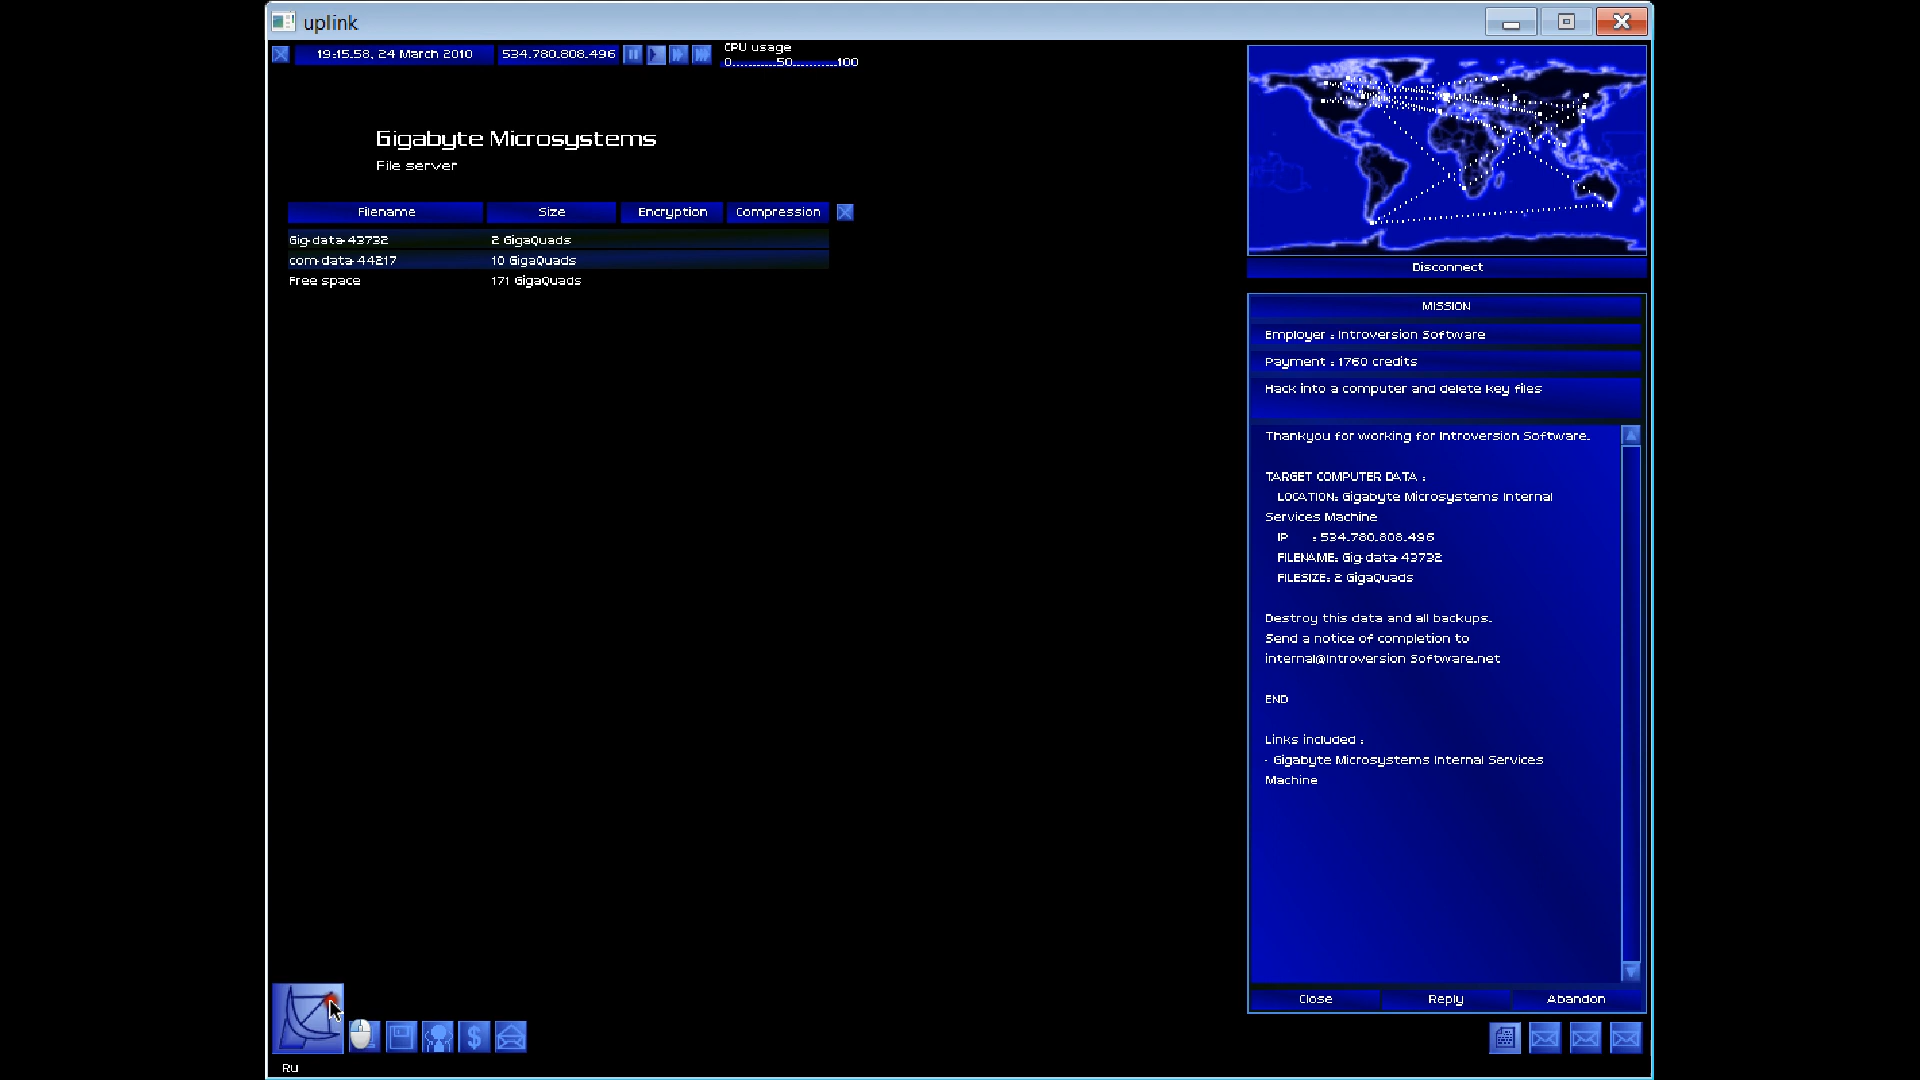 uplink
19:15.58, 24 March 2010
534.780.808.496
CPU usage
0..........50..........100
Gigabyte Microsystems
File server
Filename Size Encryption Compression
Gig-data-43732 2 GigaQuads
com-data-44217 10 GigaQuads
Free space 171 GigaQuads
Disconnect
MISSION
Employer : Introversion Software
Payment : 1760 credits
Hack into a computer and delete key files
Thankyou for working for Introversion Software.
TARGET COMPUTER DATA :
LOCATION: Gigabyte Microsystems Internal
Services Machine
IP : 534.780.808.496
FILENAME: Gig-data-43732
FILESIZE: 2 GigaQuads
Destroy this data and all backups.
Send a notice of completion to
internal@Introversion Software.net
END
Links included :
- Gigabyte Microsystems Internal Services
Machine
Close Reply Abandon
$
Ru